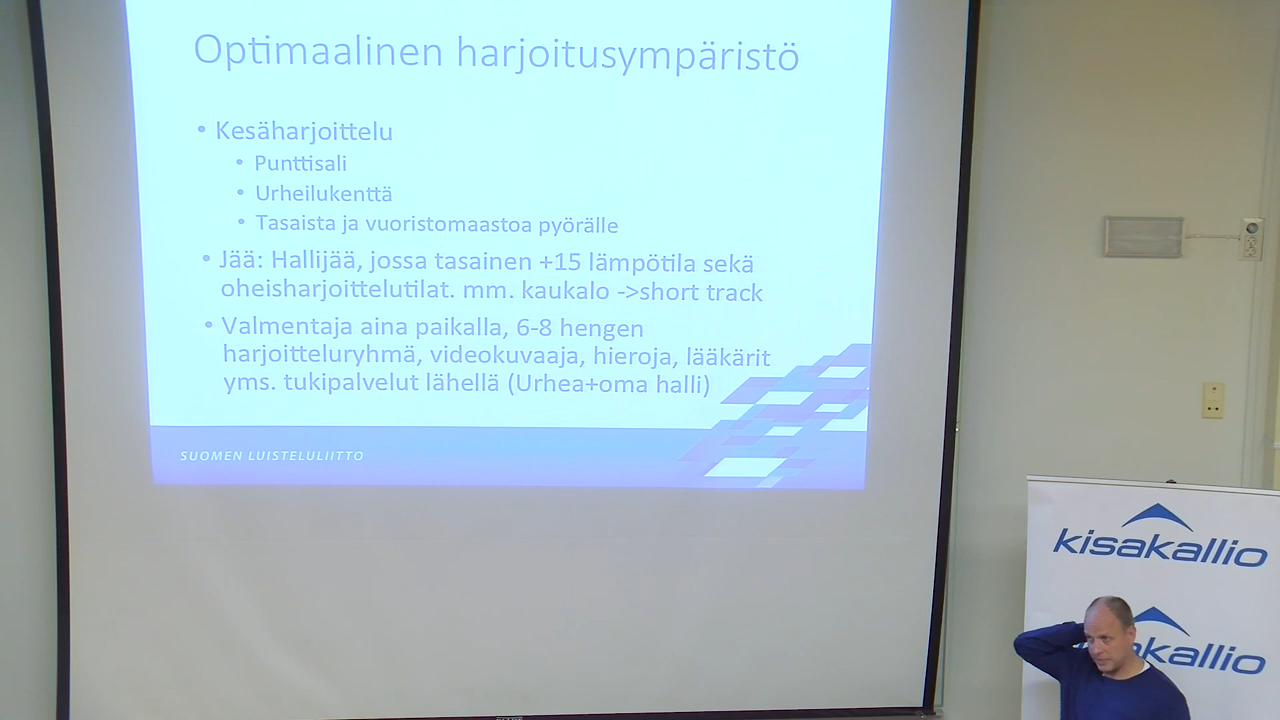 Optimaalinen harjoitusympäristö
• Kesäharjoittelu
• Punttisali
• Urheilukenttä
• Tasaista ja vuoristomaastoa pyörälle
• Jää: Hallijää, jossa tasainen +15 lämpötila sekä
oheisharjoittelutilat. mm. kaukalo ->short track
• Valmentaja aina paikalla, 6-8 hengen
harjoitteluryhmä, videokuvaaja, hieroja, lääkärit
yms. tukipalvelut lähellä (Urhea+oma halli)
SUOMEN LUISTELULIITTO
kisakallio